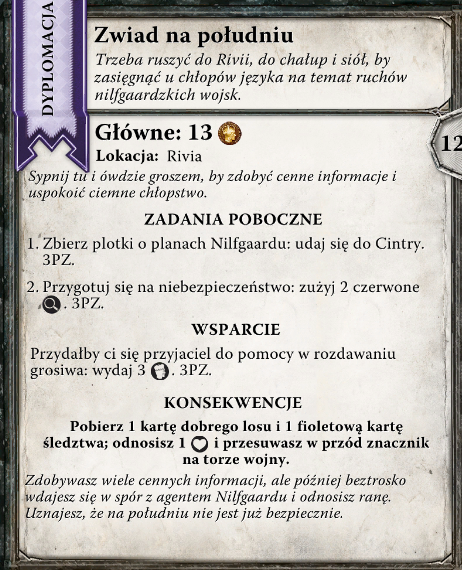 DYPLOMACJA
Zwiad na południu
Trzeba ruszyć do Rivii, do chałup i siół, by
zasięgnąć u chłopów języka na temat ruchów
nilfgaardzkich wojsk.
Główne: 13
12
Lokacja: Rivia
Sypnij tu i ówdzie groszem, by zdobyć cenne informacje i
uspokoić ciemne chłopstwo.
ZADANIA POBOCZNE
1. Zbierz plotki o planach Nilfgaardu: udaj się do Cintry.
3PZ.
2. Przygotuj się na niebezpieczeństwo: zużyj 2 czerwone
. 3PZ.
WSPARCIE
Przydałby ci się przyjaciel do pomocy w rozdawaniu
grosiwa: wydaj 3 . 3PZ.
KONSEKWENCJE
Pobierz 1 kartę dobrego losu i 1 fioletową kartę
śledztwa; odnosisz 1 i przesuwasz w przód znacznik
na torze wojny.
Zdobywasz wiele cennych informacji, ale później beztrosko
wdajesz się w spór z agentem Nilfgaardu i odnosisz ranę.
Uznajesz, że na południu nie jest już bezpiecznie.